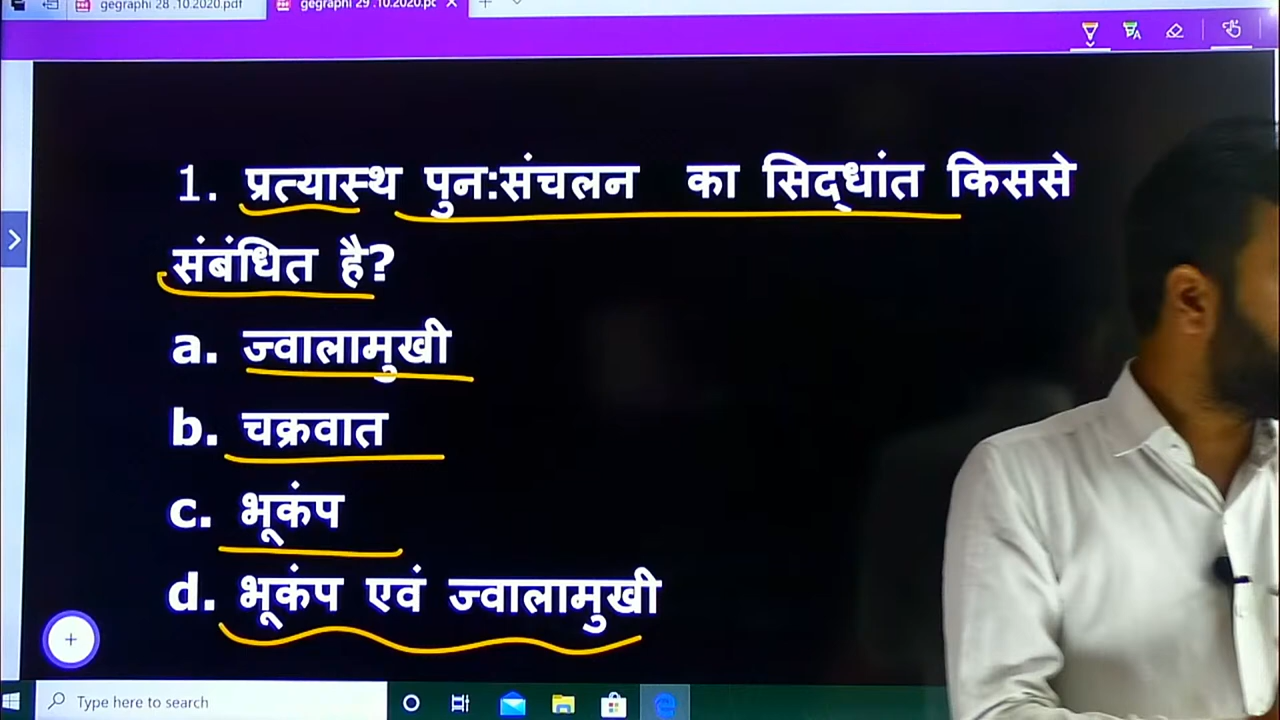 gegraphi 28 .10.2020.pdf
gegraphi 29 .10.2020.pc
1. प्रत्यास्थ पुन:संचलन का सिद्धांत किससे
संबंधित है?
a. ज्वालामुखी
b. चक्रवात
c. भूकंप
d. भूकंप एवं ज्वालामुखी
Type here to search